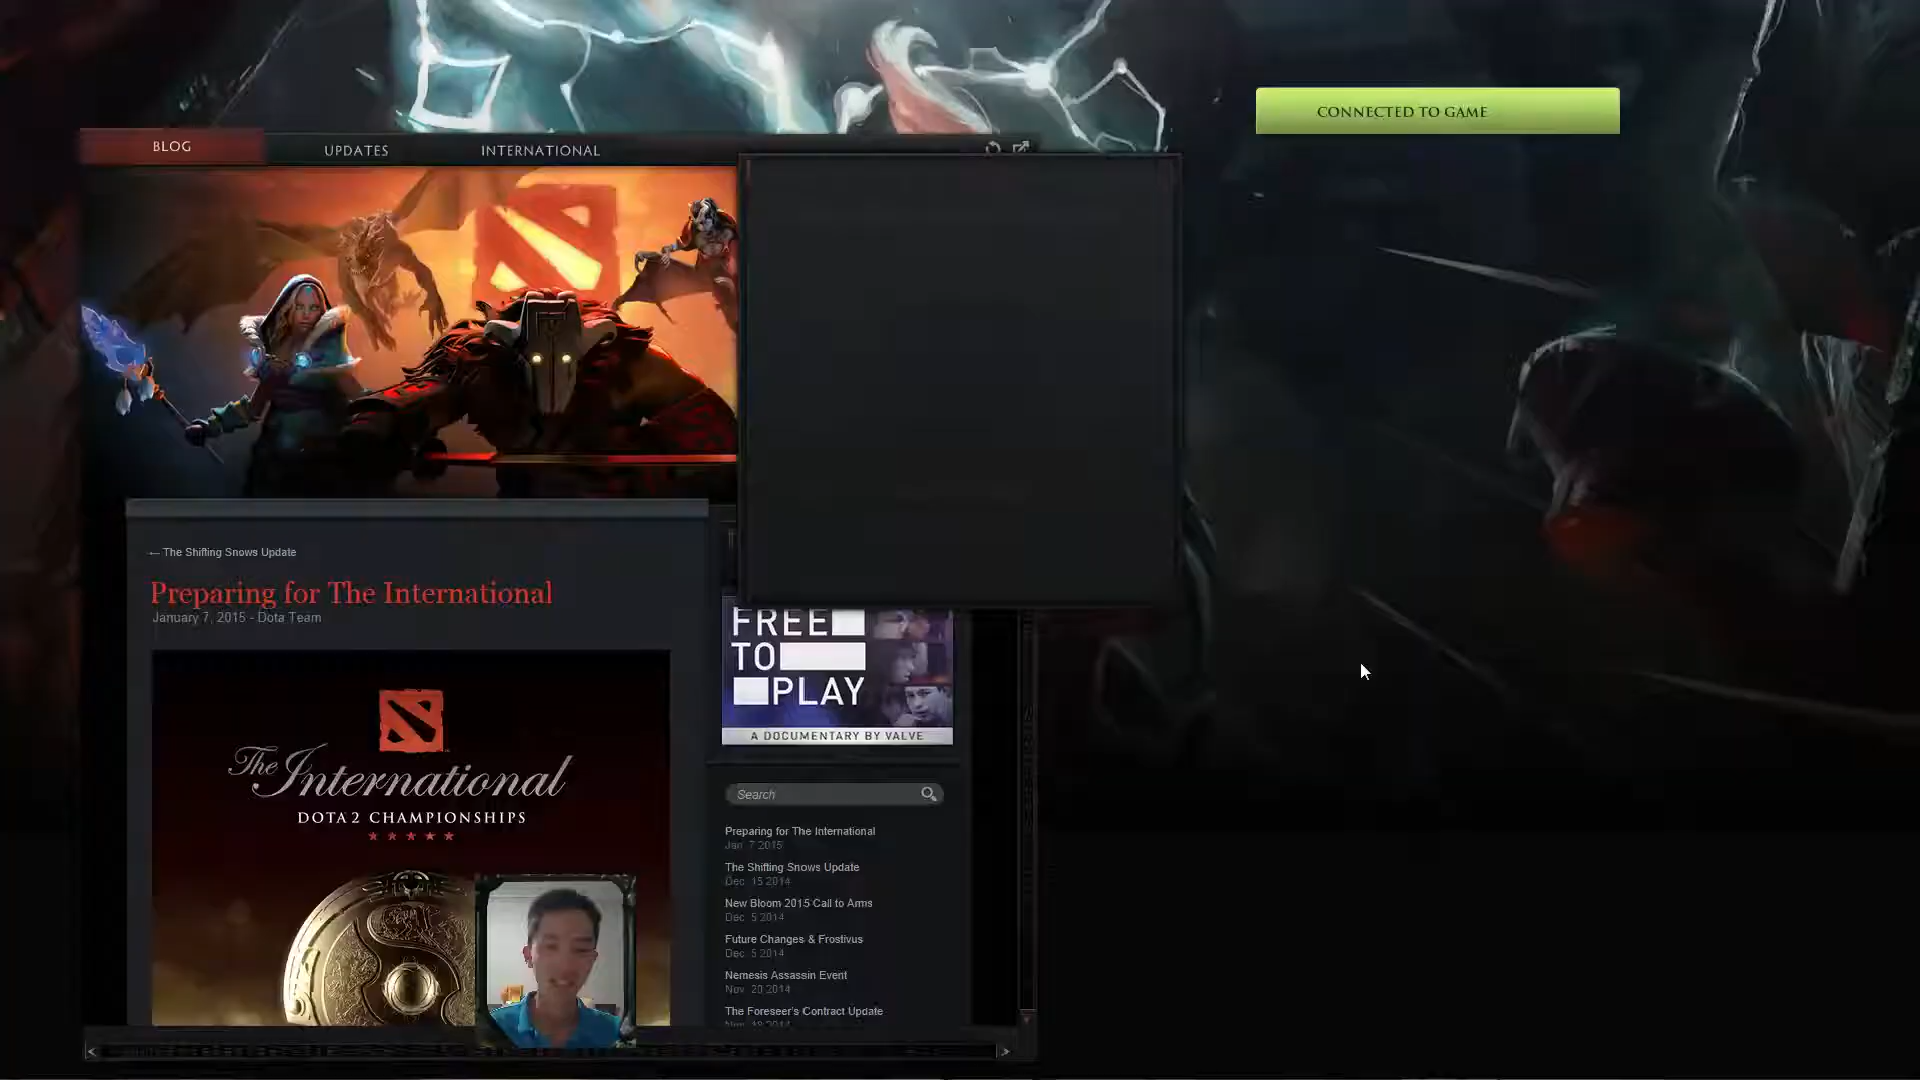 CONNECTED TO GAME
BLOG
UPDATES
INTERNATIONAL
← The Shifting Snows Update
Preparing for The International
January 7, 2015 - Dota Team
The International
DOTA 2 CHAMPIONSHIPS
FREE
TO
PLAY
A DOCUMENTARY BY VALVE
Search
Preparing for The International
Jan 7 2015
The Shifting Snows Update
Dec 15 2014
New Bloom 2015 Call to Arms
Dec 5 2014
Future Changes & Frostivus
Dec 5 2014
Nemesis Assassin Event
Nov 20 2014
The Foreseer's Contract Update